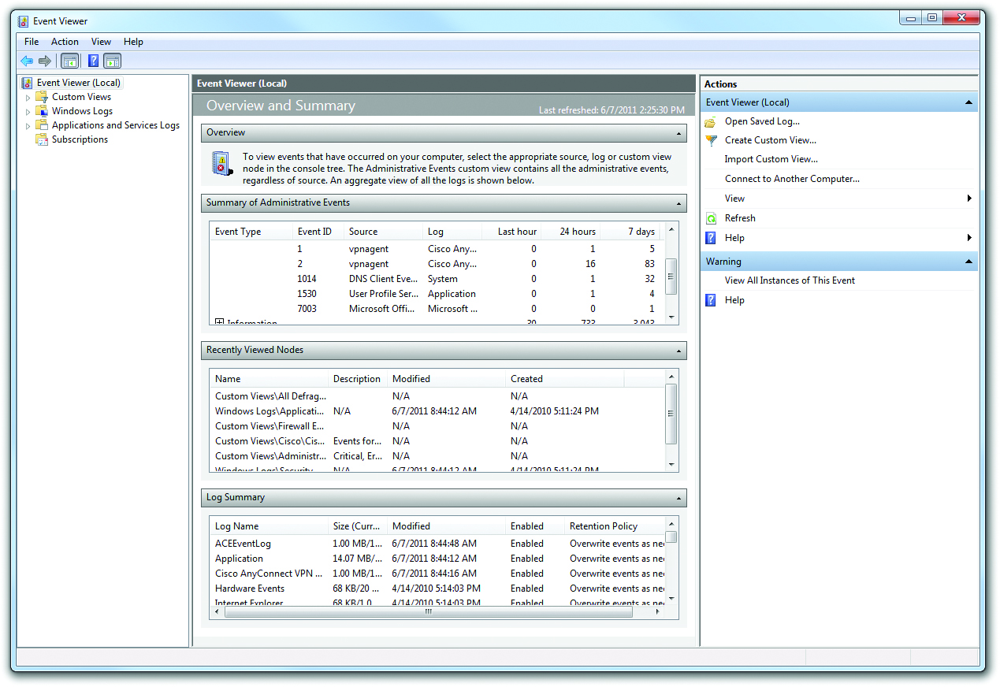 Event Viewer
File Action View Help
Event Viewer (Local)
Custom Views
Windows Logs
Applications and Services Logs
Subscriptions
Event Viewer (Local)
Overview and Summary Last refreshed: 6/7/2011 2:25:30 PM
Overview
To view events that have occurred on your computer, select the appropriate source, log or custom view
node in the console tree. The Administrative Events custom view contains all the administrative events,
regardless of source. An aggregate view of all the logs is shown below.
Summary of Administrative Events
Event Type Event ID Source Log Last hour 24 hours 7 days
1 vpnagent Cisco Any... 0 1 5
2 vpnagent Cisco Any... 0 16 83
1014 DNS Client Eve... System 0 1 32
1530 User Profile Ser... Application 0 1 4
7003 Microsoft Offi... Microsoft ... 0 0 1
Information 30 733 3,043
Recently Viewed Nodes
Name Description Modified Created
Custom Views\All Defrag... N/A N/A
Windows Logs\Applicati... N/A 6/7/2011 8:44:12 AM 4/14/2010 5:11:24 PM
Custom Views\Firewall E... N/A N/A
Custom Views\Cisco\Cis... Events for... N/A N/A
Custom Views\Administr... Critical, Er... N/A N/A
Windows Logs\Security N/A 6/7/2011 8:44:12 AM 4/14/2010 5:11:24 PM
Log Summary
Log Name Size (Curr... Modified Enabled Retention Policy
ACEEventLog 1.00 MB/1... 6/7/2011 8:44:48 AM Enabled Overwrite events as nee
Application 14.07 MB/... 6/7/2011 8:44:12 AM Enabled Overwrite events as nee
Cisco AnyConnect VPN ... 1.00 MB/1... 6/7/2011 8:44:16 AM Enabled Overwrite events as nee
Hardware Events 68 KB/20 ... 4/14/2010 5:14:03 PM Enabled Overwrite events as nee
Internet Explorer 68 KB/1.0 4/14/2010 5:14:03 PM Enabled Overwrite events as nee
Actions
Event Viewer (Local)
Open Saved Log...
Create Custom View...
Import Custom View...
Connect to Another Computer...
View
Refresh
Help
Warning
View All Instances of This Event
Help